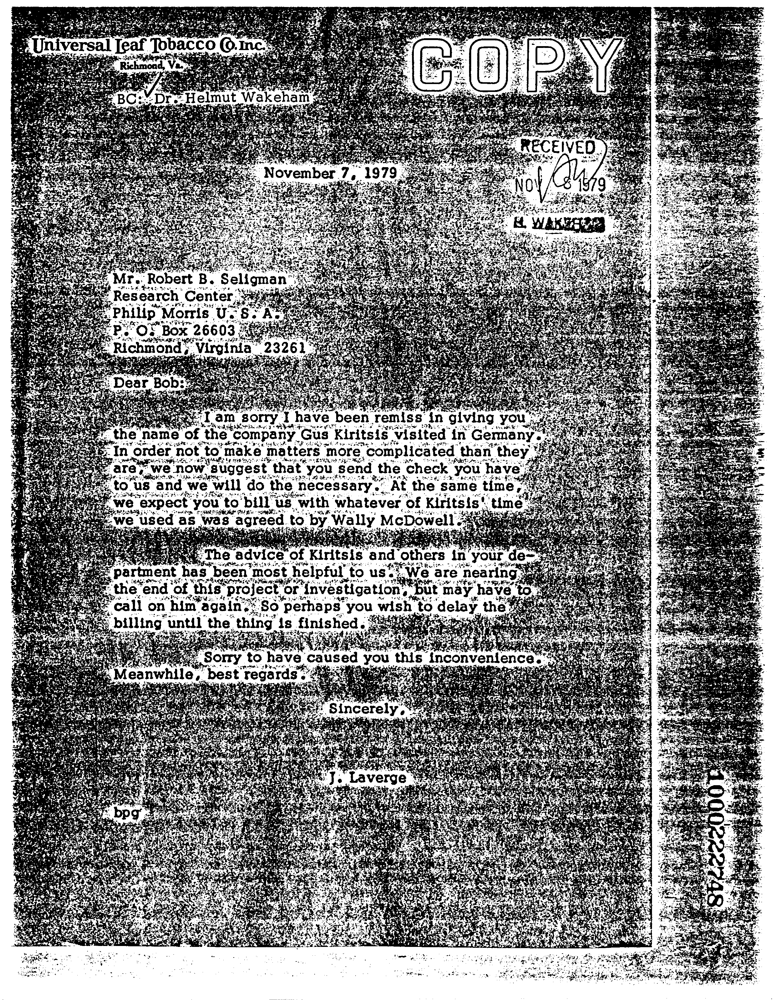 Universal Leaf Tobacco Co. Inc.
COPY
Richmond, Va.
BC: ✓ Dr. Helmut Wakeham
RECEIVED
November 7, 1979
NOV 8 1979
H. WAKEHAM
Mr. Robert B. Seligman
Research Center
Philip Morris U. S. A.
P. O. Box 26603
Richmond, Virginia 23261
Dear Bob:
I am sorry I have been remiss in giving you
the name of the company Gus Kiritsis visited in Germany.
In order not to make matters more complicated than they
are, we now suggest that you send the check you have
to us and we will do the necessary. At the same time,
we expect you to bill us with whatever of Kiritsis' time
we used as was agreed to by Wally McDowell.
The advice of Kiritsis and others in your de-
partment has been most helpful to us. We are nearing
the end of this project or investigation, but may have to
call on him again. So perhaps you wish to delay the
billing until the thing is finished.
Sorry to have caused you this inconvenience.
Meanwhile, best regards.
Sincerely,
J. Laverge
bpg
1000222748